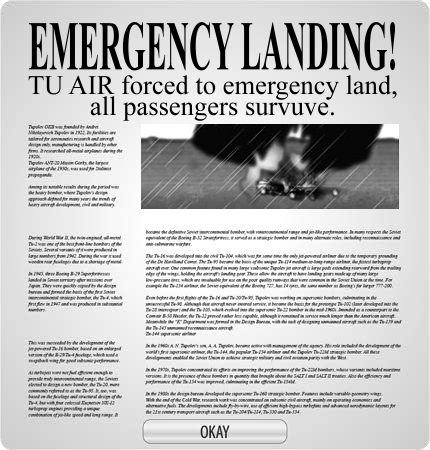 EMERGENCY LANDING!
TU AIR forced to emergency land,
all passengers survuve.
Tupolev OKB was founded by Andrei
Nikolayevich Tupolev in 1922. Its facilities are
tailored for aeronautics research and aircraft
design only, manufacturing is handled by other
firms. It researched all-metal airplanes during the
1920s.
Tupolev ANT-20 Maxim Gorky, the largest
airplane of the 1930s, was used for Stalinist
propaganda.
Among its notable results during the period was
the heavy bomber, where Tupolev's design
approach defined for many years the trends of
heavy aircraft development, civil and military.
During World War II, the twin-engined, all-metal
Tu-2 was one of the best front-line bombers of the
Soviets. Several variants of it were produced in
large numbers from 1942. During the war it used
wooden rear fuselages due to a shortage of metal.
In 1945, three Boeing B-29 Superfortresses
landed in Soviet territory after missions over
Japan. They were quickly copied by the design
bureau and formed the basis of the first Soviet
intercontinental strategic bomber, the Tu-4, which
first flew in 1947 and was produced in substantial
numbers.
This was succeeded by the development of the
jet-powered Tu-16 bomber, based on an enlarged
version of the B-29/Tu-4 fuselage, which used a
sweptback wing for good subsonic performance.
As turbojets were not fuel efficient enough to
provide truly intercontinental range, the Soviets
elected to design a new bomber, the Tu-20, more
commonly referred to as the Tu-95. It, too, was
based on the fuselage and structural design of the
Tu-4, but with four colossal Kuznetsov NK-12
turboprop engines providing a unique
combination of jet-like speed and long range. It
became the definitive Soviet intercontinental bomber, with intercontinental range and jet-like performance. In many respects the Soviet
equivalent of the Boeing B-52 Stratofortress, it served as a strategic bomber and in many alternate roles, including reconnaissance and
anti-submarine warfare.
The Tu-16 was developed into the civil Tu-104, which was for some time the only jet-powered airliner due to the temporary grounding
of the De Havilland Comet. The Tu-95 became the basis of the unique Tu-114 medium-to-long-range airliner, the fastest turboprop
aircraft ever. One common feature found in many large subsonic Tupolev jet aircraft is large pods extending rearward from the trailing
edge of the wings, holding the aircraft's landing gear. These allow the aircraft to have landing gears made up of many large
low-pressure tires, which are invaluable for use on the poor quality runways that were common in the Soviet Union at the time. For
example the Tu-154 airliner, the Soviet equivalent of the Boeing 727, has 14 tyres, the same number as Boeing's far larger 777-200.
Even before the first flights of the Tu-16 and Tu-20/Tu-95, Tupolev was working on supersonic bombers, culminating in the
unsuccessful Tu-98. Although that aircraft never entered service, it became the basis for the prototype Tu-102 (later developed into the
Tu-28 interceptor) and the Tu-105, which evolved into the supersonic Tu-22 bomber in the mid-1960s. Intended as a counterpart to the
Convair B-58 Hustler, the Tu-22 proved rather less capable, although it remained in service much longer than the American aircraft.
Meanwhile the "K" Department was formed in the Design Bureau, with the task of designing unmanned aircraft such as the Tu-139 and
the Tu-143 unmanned reconnaissance aircraft.
Tu-144 supersonic airliner
In the 1960s A. N. Tupolev's son, A. A. Tupolev, became active with management of the agency. His role included the development of
the world's first supersonic airliner, the Tu-144, the popular Tu-154 airliner and the Tupolev Tu-22M strategic bomber. All these
developments enabled the Soviet Union to achieve strategic military and civil aviation parity with the West.
In the 1970s, Tupolev concentrated its efforts on improving the performance of the Tu-22M bombers, whose variants included maritime
versions. It is the presence of these bombers in quantity that brought about the SALT I and SALT II treaties. Also the efficiency and
performance of the Tu-154 was improved, culminating in the efficient Tu-154M.
In the 1980s the design bureau developed the supersonic Tu-160 strategic bomber. Features include variable-geometry wings.
With the end of the Cold War, research work was concentrated on subsonic civil aircraft, mainly on operating economics and
alternative fuels. The developments include fly-by-wire, use of efficient high-bypass turbofans and advanced aerodynamic layouts for
the 21st century transport aircraft such as the Tu-204/Tu-214, Tu-330 and Tu-334.
OKAY